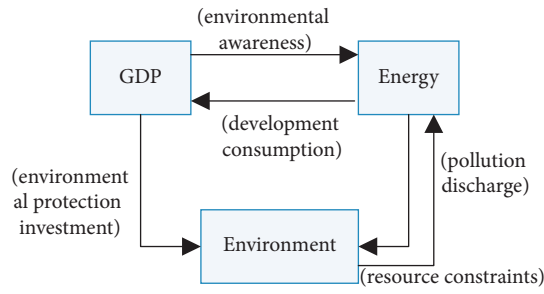 (environmental
awareness)
GDP
Energy
(development
consumption)
(environment
al protection
investment)
(pollution
discharge)
Environment
(resource constraints)